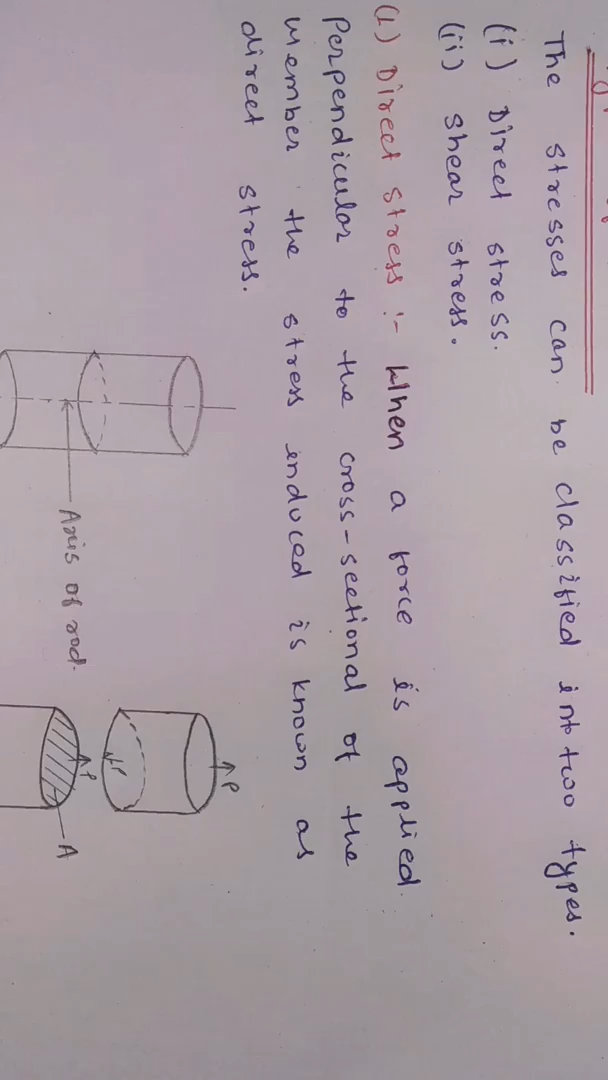 The stresses can be classified into two types.
(i) Direct stress.
(ii) shear stress.
(1) Direct stress :- When a force is applied
Perpendicular to the cross-sectional of the
member the stress induced is known as
direct stress.
Axis of rod.
P
P
P
A